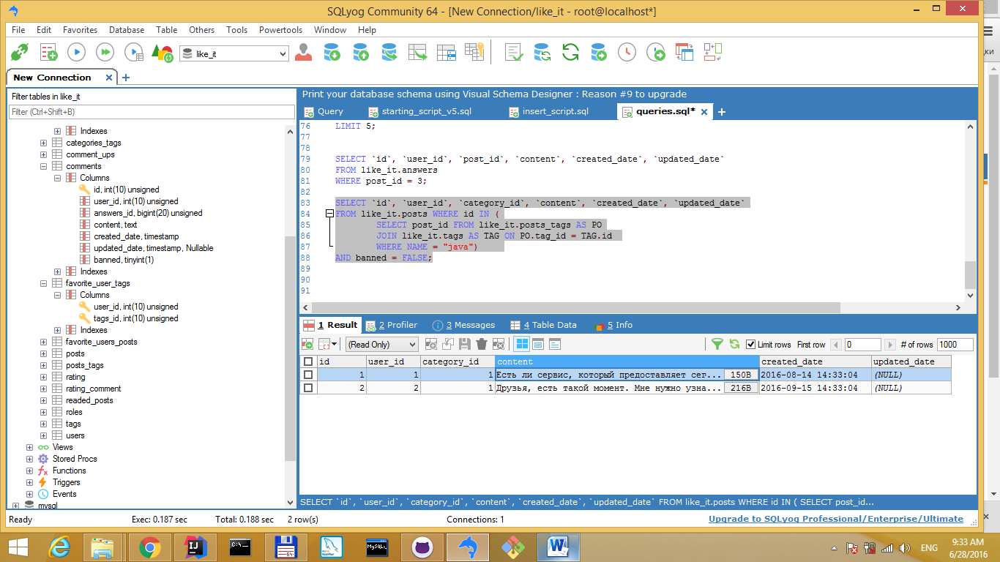 SQLyog Community 64 - [New Connection/like_it - root@localhost*]
File Edit Favorites Database Table Others Tools Powertools Window Help
like_it
New Connection
Filter tables in like_it
Filter (Ctrl+Shift+B)
Indexes
categories_tags
comment_ups
comments
Columns
id, int(10) unsigned
user_id, int(10) unsigned
answers_id, bigint(20) unsigned
content, text
created_date, timestamp
updated_date, timestamp, Nullable
banned, tinyint(1)
Indexes
favorite_user_tags
Columns
user_id, int(10) unsigned
tags_id, int(10) unsigned
Indexes
favorite_users_posts
posts
posts_tags
rating
rating_comment
readed_posts
roles
tags
users
Views
Stored Procs
Functions
Triggers
Events
mysql
Print your database schema using Visual Schema Designer : Reason #9 to upgrade
Query starting_script_v5.sql insert_script.sql queries.sql*
76 LIMIT 5;
77
78
79 SELECT `id`, `user_id`, `post_id`, `content`, `created_date`, `updated_date`
80 FROM like_it.answers
81 WHERE post_id = 3;
82
83 SELECT `id`, `user_id`, `category_id`, `content`, `created_date`, `updated_date`
84 FROM like_it.posts WHERE id IN (
85 SELECT post_id FROM like_it.posts_tags AS PO
86 JOIN like_it.tags AS TAG ON PO.tag_id = TAG.id
87 WHERE NAME = "java")
88 AND banned = FALSE;
89
90
91
1 Result 2 Profiler 3 Messages 4 Table Data 5 Info
(Read Only) Limit rows First row 0 # of rows 1000
id user_id category_id content created_date updated_date
1 1 1 Есть ли сервис, который предоставляет сег... 150B 2016-08-14 14:33:04 (NULL)
2 2 1 Друзья, есть такой момент. Мне нужно узна... 216B 2016-09-15 14:33:04 (NULL)
SELECT `id`, `user_id`, `category_id`, `content`, `created_date`, `updated_date` FROM like_it.posts WHERE id IN ( SELECT post_id...
Ready Exec: 0.187 sec Total: 0.188 sec 2 row(s) Connections: 1 Upgrade to SQLyog Professional/Enterprise/Ultimate
ENG
9:33 AM
6/28/2016